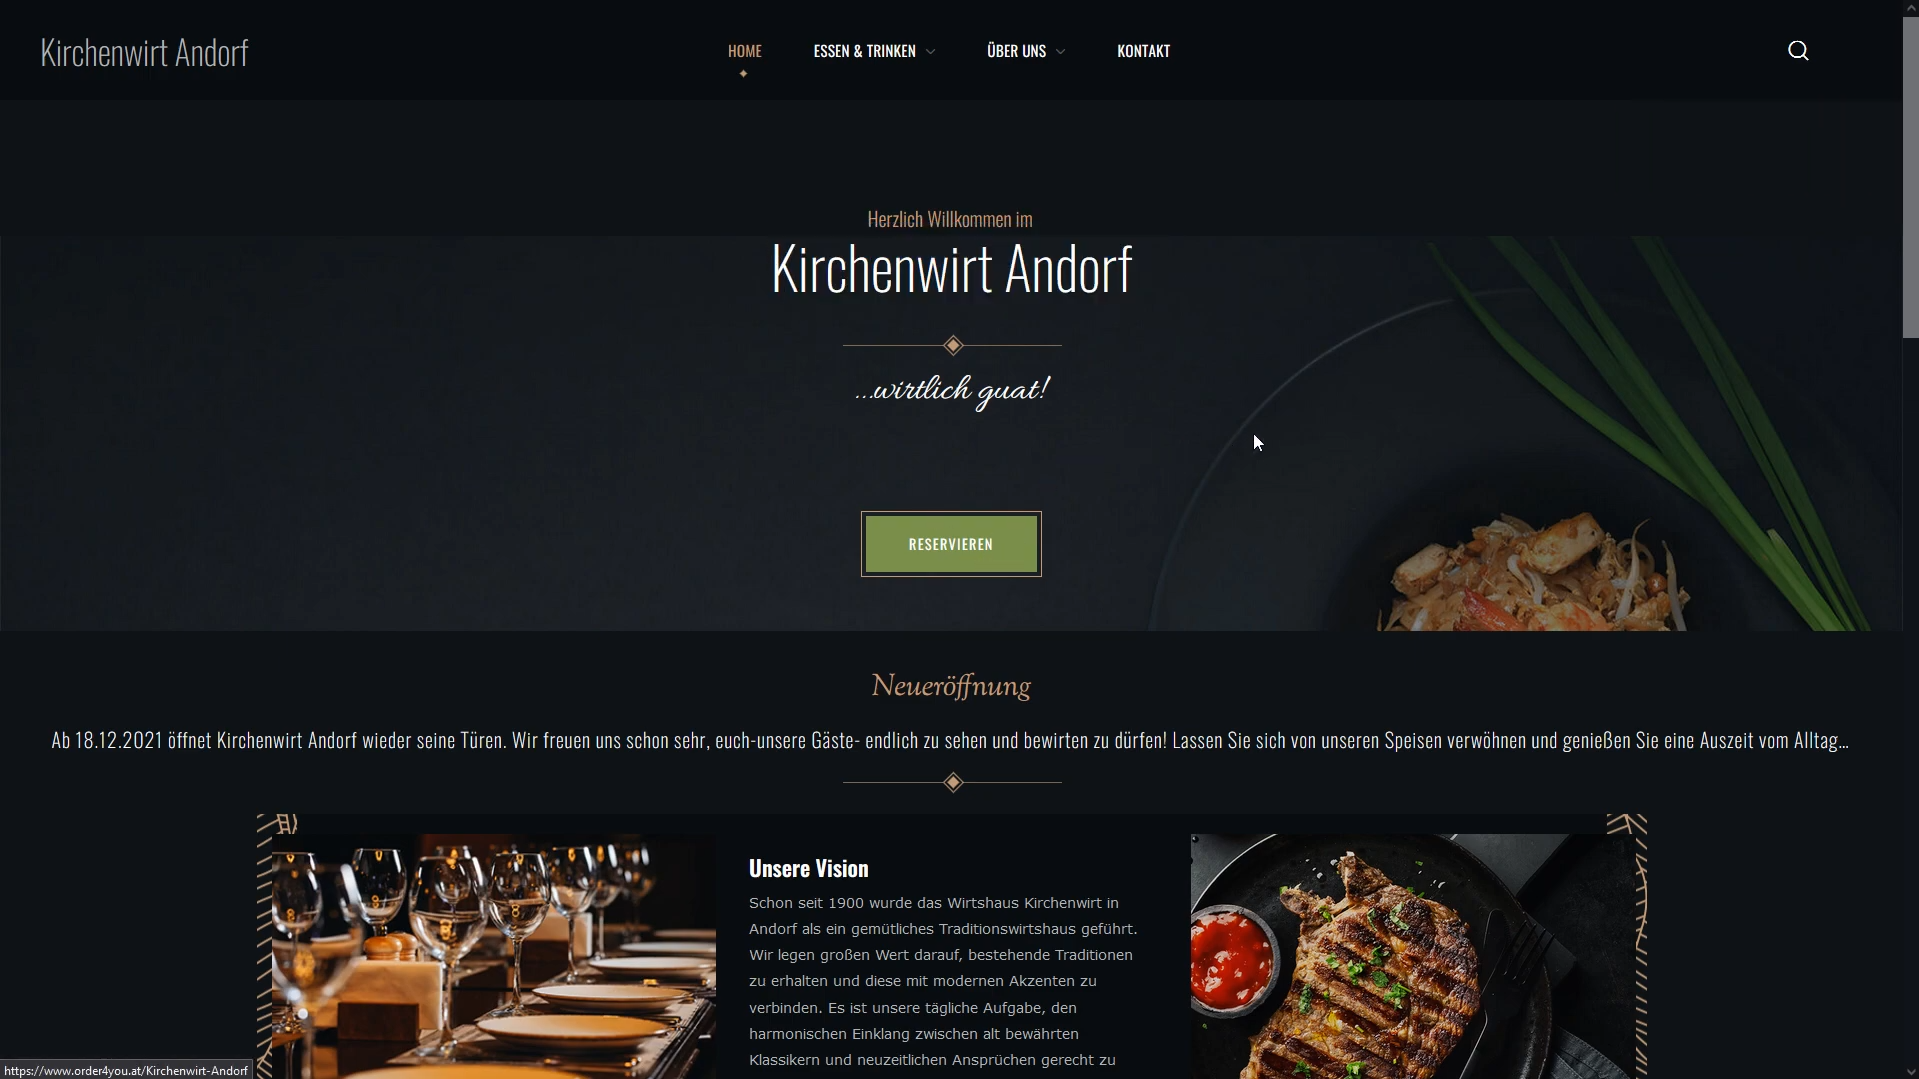 Kirchenwirt Andorf
HOME
ESSEN & TRINKEN
ÜBER UNS
KONTAKT
Herzlich Willkommen im
Kirchenwirt Andorf
...wirtlich guat!
RESERVIEREN
Neueröffnung
Ab 18.12.2021 öffnet Kirchenwirt Andorf wieder seine Türen. Wir freuen uns schon sehr, euch-unsere Gäste- endlich zu sehen und bewirten zu dürfen! Lassen Sie sich von unseren Speisen verwöhnen und genießen Sie eine Auszeit vom Alltag...
Unsere Vision
Schon seit 1900 wurde das Wirtshaus Kirchenwirt in
Andorf als ein gemütliches Traditionswirtshaus geführt.
Wir legen großen Wert darauf, bestehende Traditionen
zu erhalten und diese mit modernen Akzenten zu
verbinden. Es ist unsere tägliche Aufgabe, den
harmonischen Einklang zwischen alt bewährten
Klassikern und neuzeitlichen Ansprüchen gerecht zu
https://www.order4you.at/Kirchenwirt-Andorf